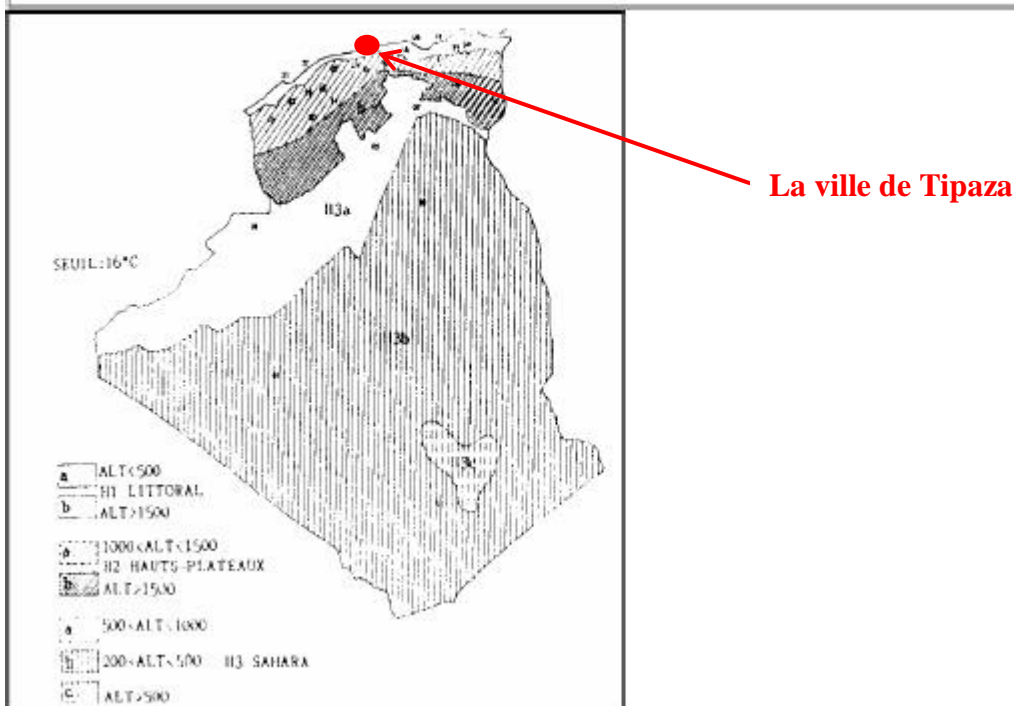 La ville de Tipaza
H3a
SEUIL:16°C
H3b
H3c
a ALT<500
H1 LITTORAL
b ALT>1500
a 1000<ALT<1500
H2 HAUTS-PLATEAUX
b ALT>1500
a 500<ALT<1000
b 200<ALT<500 H3 SAHARA
c ALT>500